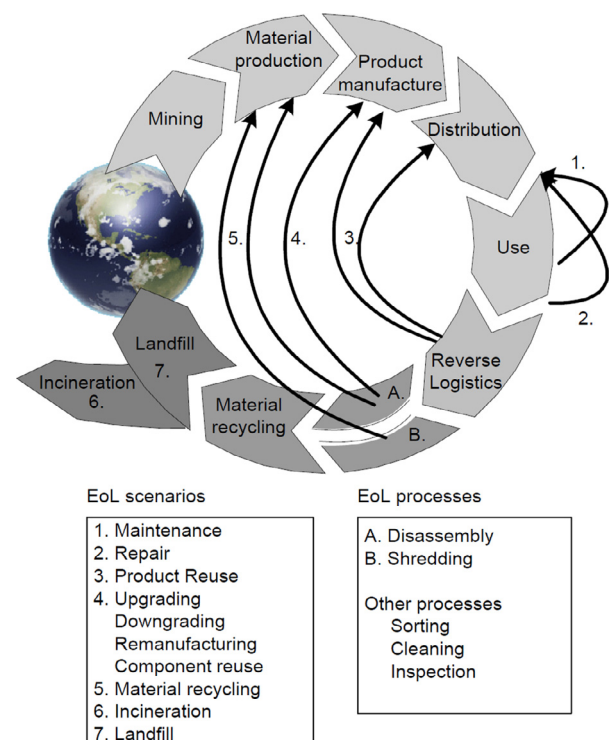 Material
production
Product
manufacture
Mining
Distribution
1.
5.
4.
3.
Use
2.
Landfill
7.
Reverse
Logistics
Incineration
6.
Material
recycling
A.
B.
EoL scenarios
1. Maintenance
2. Repair
3. Product Reuse
4. Upgrading
Downgrading
Remanufacturing
Component reuse
5. Material recycling
6. Incineration
7. Landfill
EoL processes
A. Disassembly
B. Shredding
Other processes
Sorting
Cleaning
Inspection